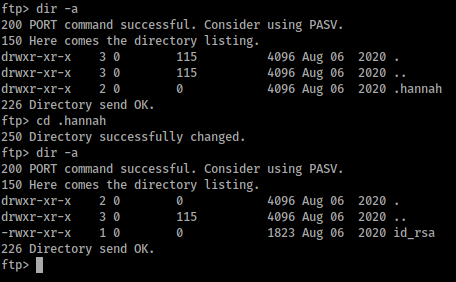 ftp> dir -a
200 PORT command successful. Consider using PASV.
150 Here comes the directory listing.
drwxr-xr-x    3 0        115          4096 Aug 06  2020 .
drwxr-xr-x    3 0        115          4096 Aug 06  2020 ..
drwxr-xr-x    2 0        0            4096 Aug 06  2020 .hannah
226 Directory send OK.
ftp> cd .hannah
250 Directory successfully changed.
ftp> dir -a
200 PORT command successful. Consider using PASV.
150 Here comes the directory listing.
drwxr-xr-x    2 0        0            4096 Aug 06  2020 .
drwxr-xr-x    3 0        115          4096 Aug 06  2020 ..
-rwxr-xr-x    1 0        0            1823 Aug 06  2020 id_rsa
226 Directory send OK.
ftp>